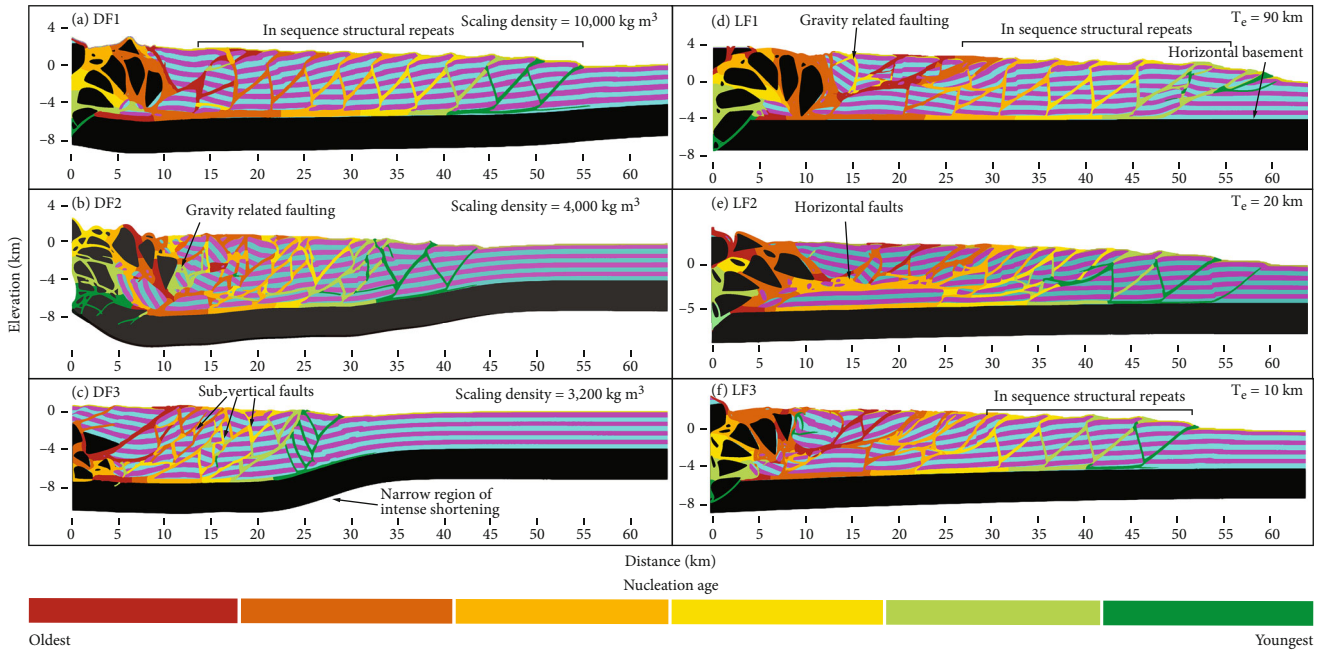 (a) DF1
Scaling density = 10,000 kg m³
In sequence structural repeats
4
0
−4
−8
0 5 10 15 20 25 30 35 40 45 50 55 60
(b) DF2
Scaling density = 4,000 kg m³
Gravity related faulting
4
0
−4
−8
0 5 10 15 20 25 30 35 40 45 50 55 60
(c) DF3
Sub-vertical faults
Scaling density = 3,200 kg m³
0
−4
−8
Narrow region of
intense shortening
0 5 10 15 20 25 30 35 40 45 50 55 60
Elevation (km)
(d) LF1
Gravity related faulting
Te = 90 km
In sequence structural repeats
Horizontal basement
4
0
−4
−8
0 5 10 15 20 25 30 35 40 45 50 55 60
(e) LF2
Te = 20 km
Horizontal faults
0
−5
0 5 10 15 20 25 30 35 40 45 50 55 60
(f) LF3
Te = 10 km
In sequence structural repeats
4
0
−4
−8
0 5 10 15 20 25 30 35 40 45 50 55 60
Distance (km)
Nucleation age
Oldest
Youngest